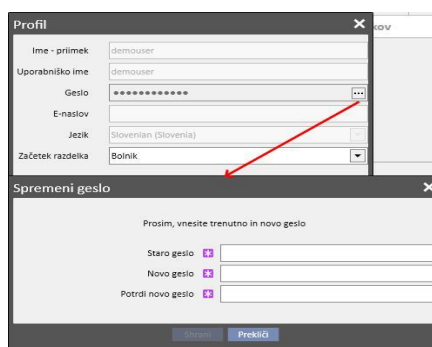 Profil
kov
Ime - priimek demouser
Uporabniško ime demouser
Geslo ••••••••••••
E-naslov
Jezik Slovenian (Slovenia)
Začetek razdelka Bolnik
Spremeni geslo
Prosim, vnesite trenutno in novo geslo
Staro geslo
Novo geslo
Potrdi novo geslo
Shrani Prekliči